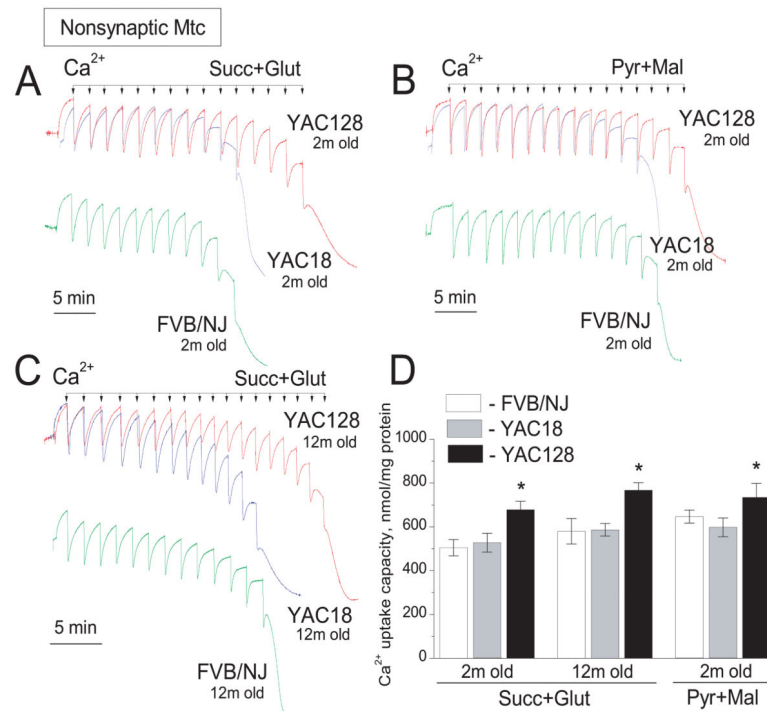 Nonsynaptic Mtc
A
Ca2+
Succ+Glut
YAC128
2m old
YAC18
2m old
5 min
FVB/NJ
2m old
B
Ca2+
Pyr+Mal
YAC128
2m old
YAC18
2m old
5 min
FVB/NJ
2m old
C
Ca2+
Succ+Glut
YAC128
12m old
YAC18
12m old
5 min
FVB/NJ
12m old
D
- FVB/NJ
- YAC18
- YAC128
Ca2+ uptake capacity, nmol/mg protein
1000
800
600
400
200
0
*
*
*
2m old
12m old
2m old
Succ+Glut
Pyr+Mal